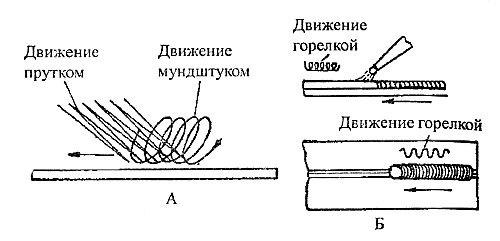 Движение
прутком
Движение
мундштуком
А
Движение
горелкой
Движение горелкой
Б